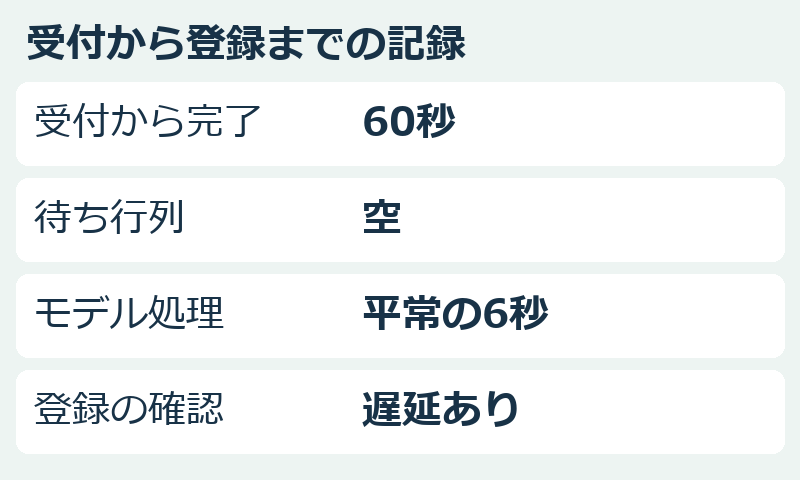 受付から登録までの記録
受付から完了 60秒
待ち行列 空
モデル処理 平常の6秒
登録の確認 遅延あり